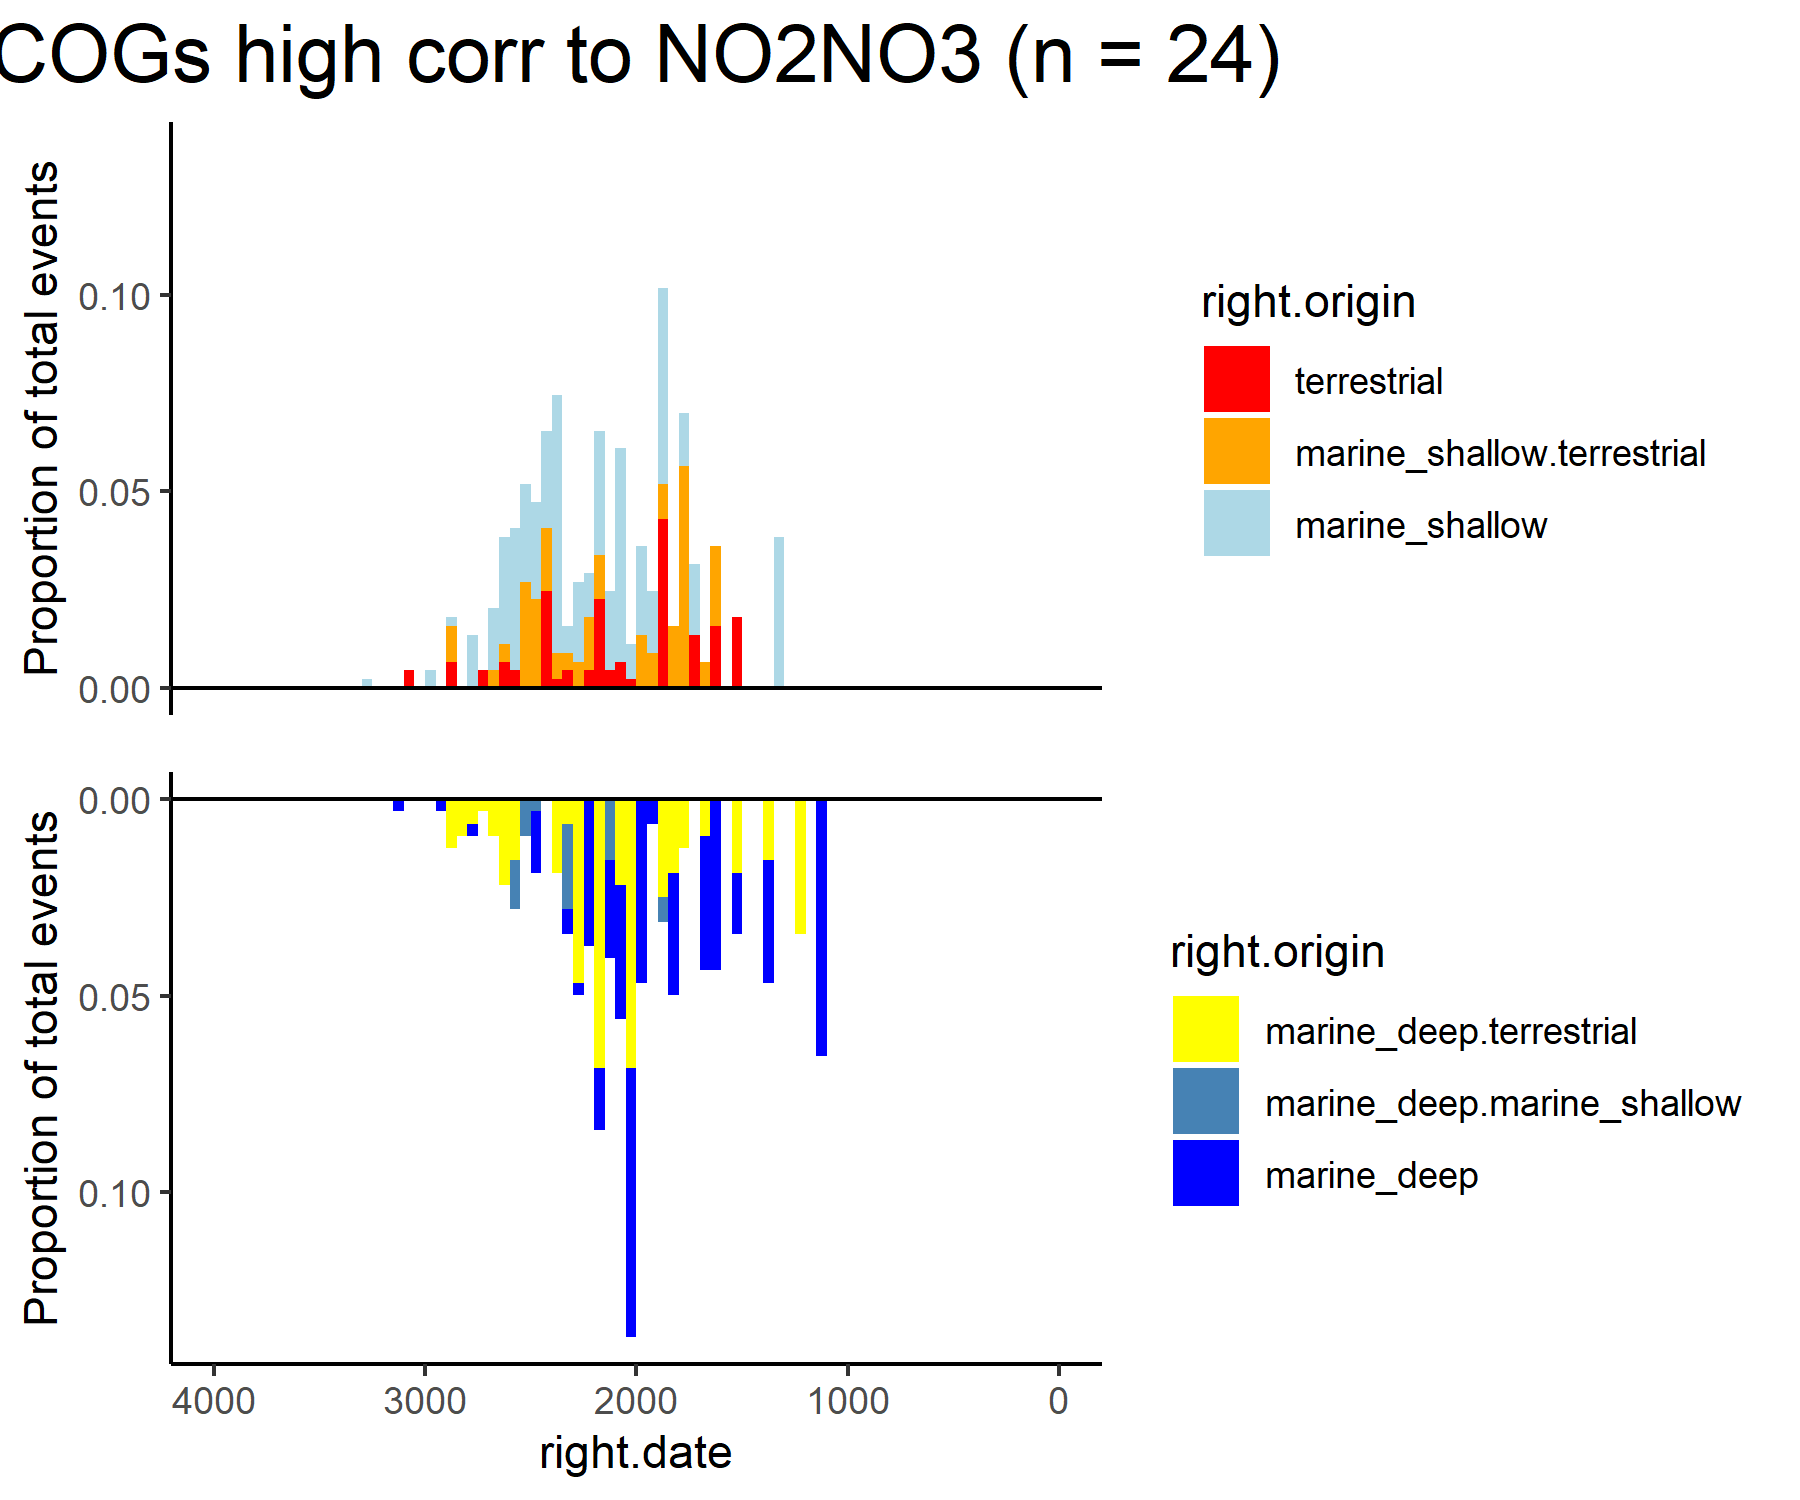 COGs high corr to NO2NO3 (n = 24)
Proportion of total events
0.10
0.05
0.00
right.origin
terrestrial
marine_shallow.terrestrial
marine_shallow
Proportion of total events
0.00
0.05
0.10
right.origin
marine_deep.terrestrial
marine_deep.marine_shallow
marine_deep
4000 3000 2000 1000 0
right.date